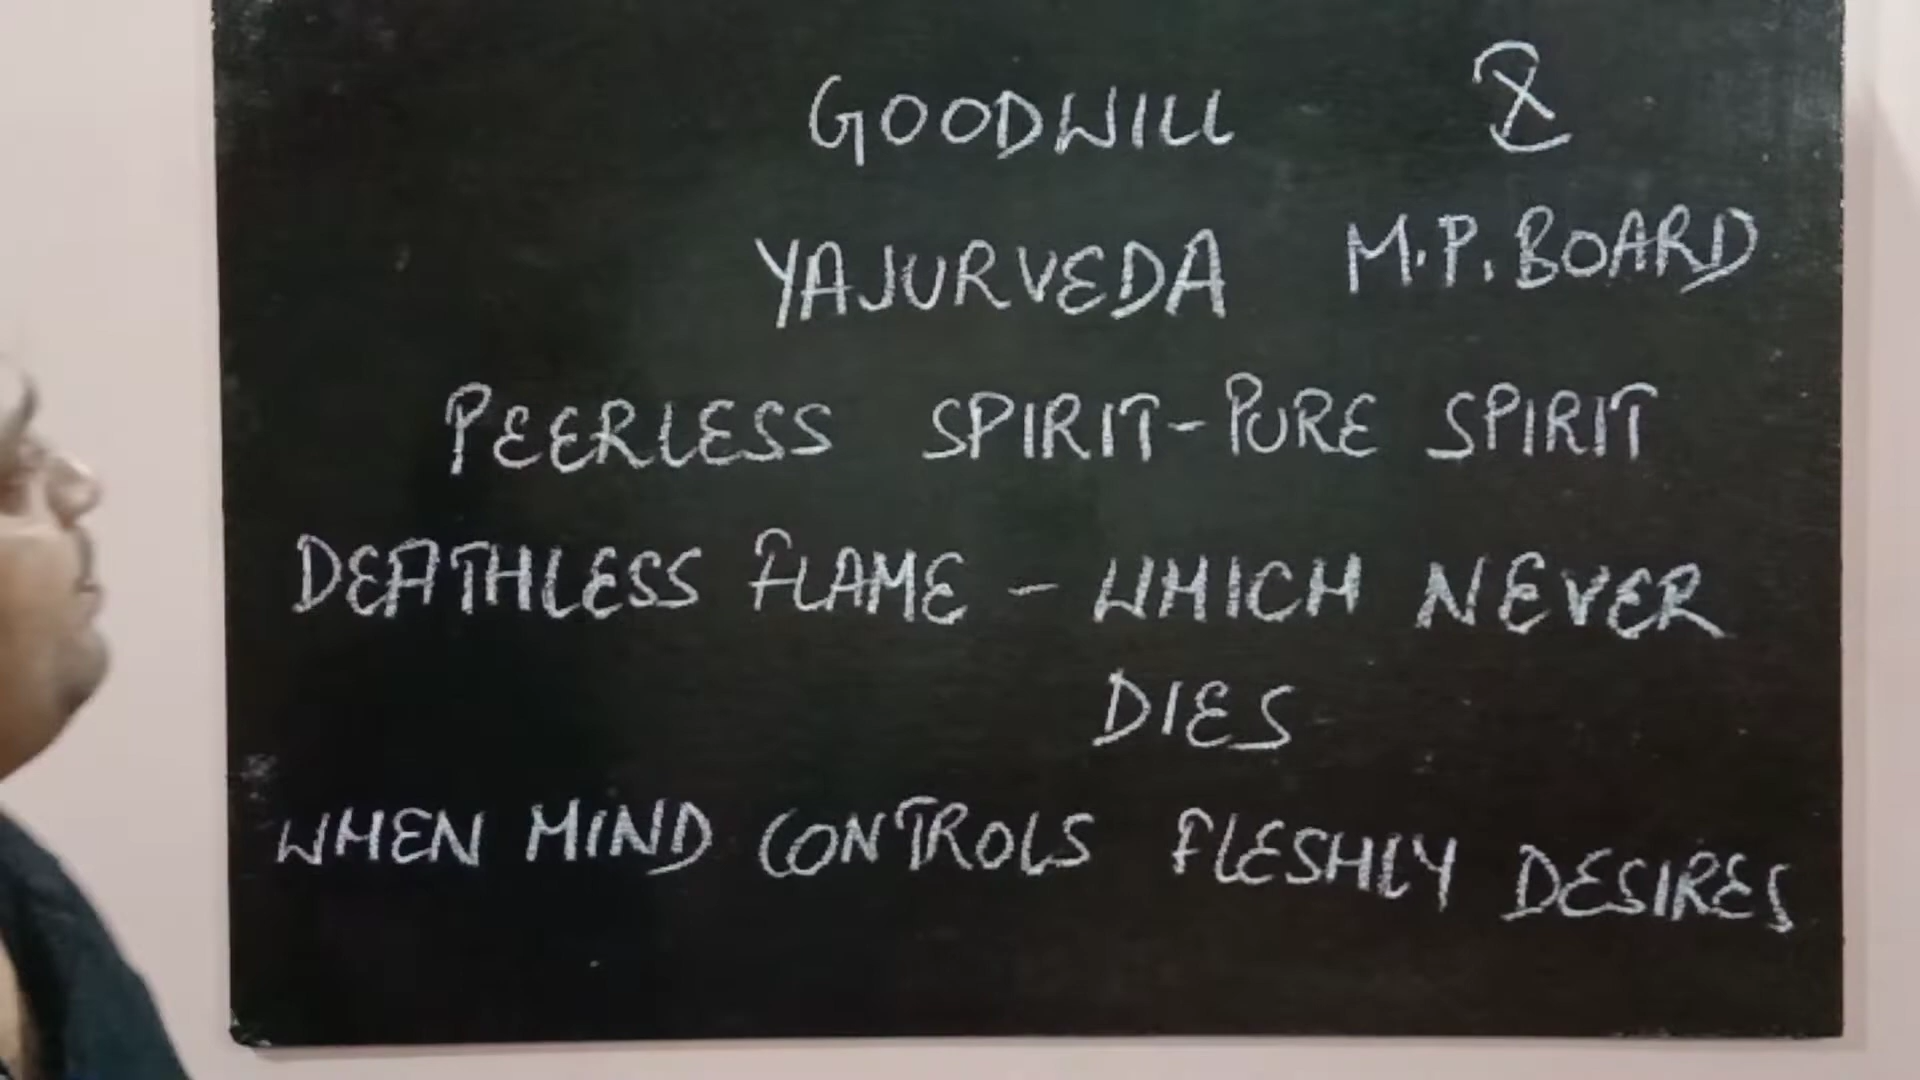 GOODWILL X
YAJURVEDA M.P. BOARD
PEERLESS SPIRIT-PURE SPIRIT
DEATHLESS FLAME - WHICH NEVER
DIES
WHEN MIND CONTROLS FLESHLY DESIRES